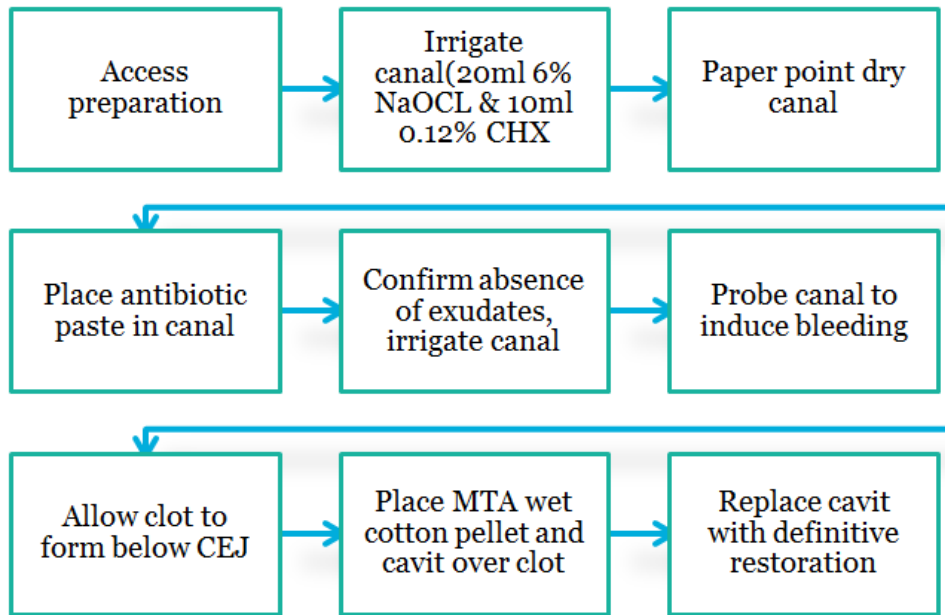 Access
preparation
Irrigate
canal(20ml 6%
NaOCL & 10ml
0.12% CHX
Paper point dry
canal
Place antibiotic
paste in canal
Confirm absence
of exudates,
irrigate canal
Probe canal to
induce bleeding
Allow clot to
form below CEJ
Place MTA wet
cotton pellet and
cavit over clot
Replace cavit
with definitive
restoration